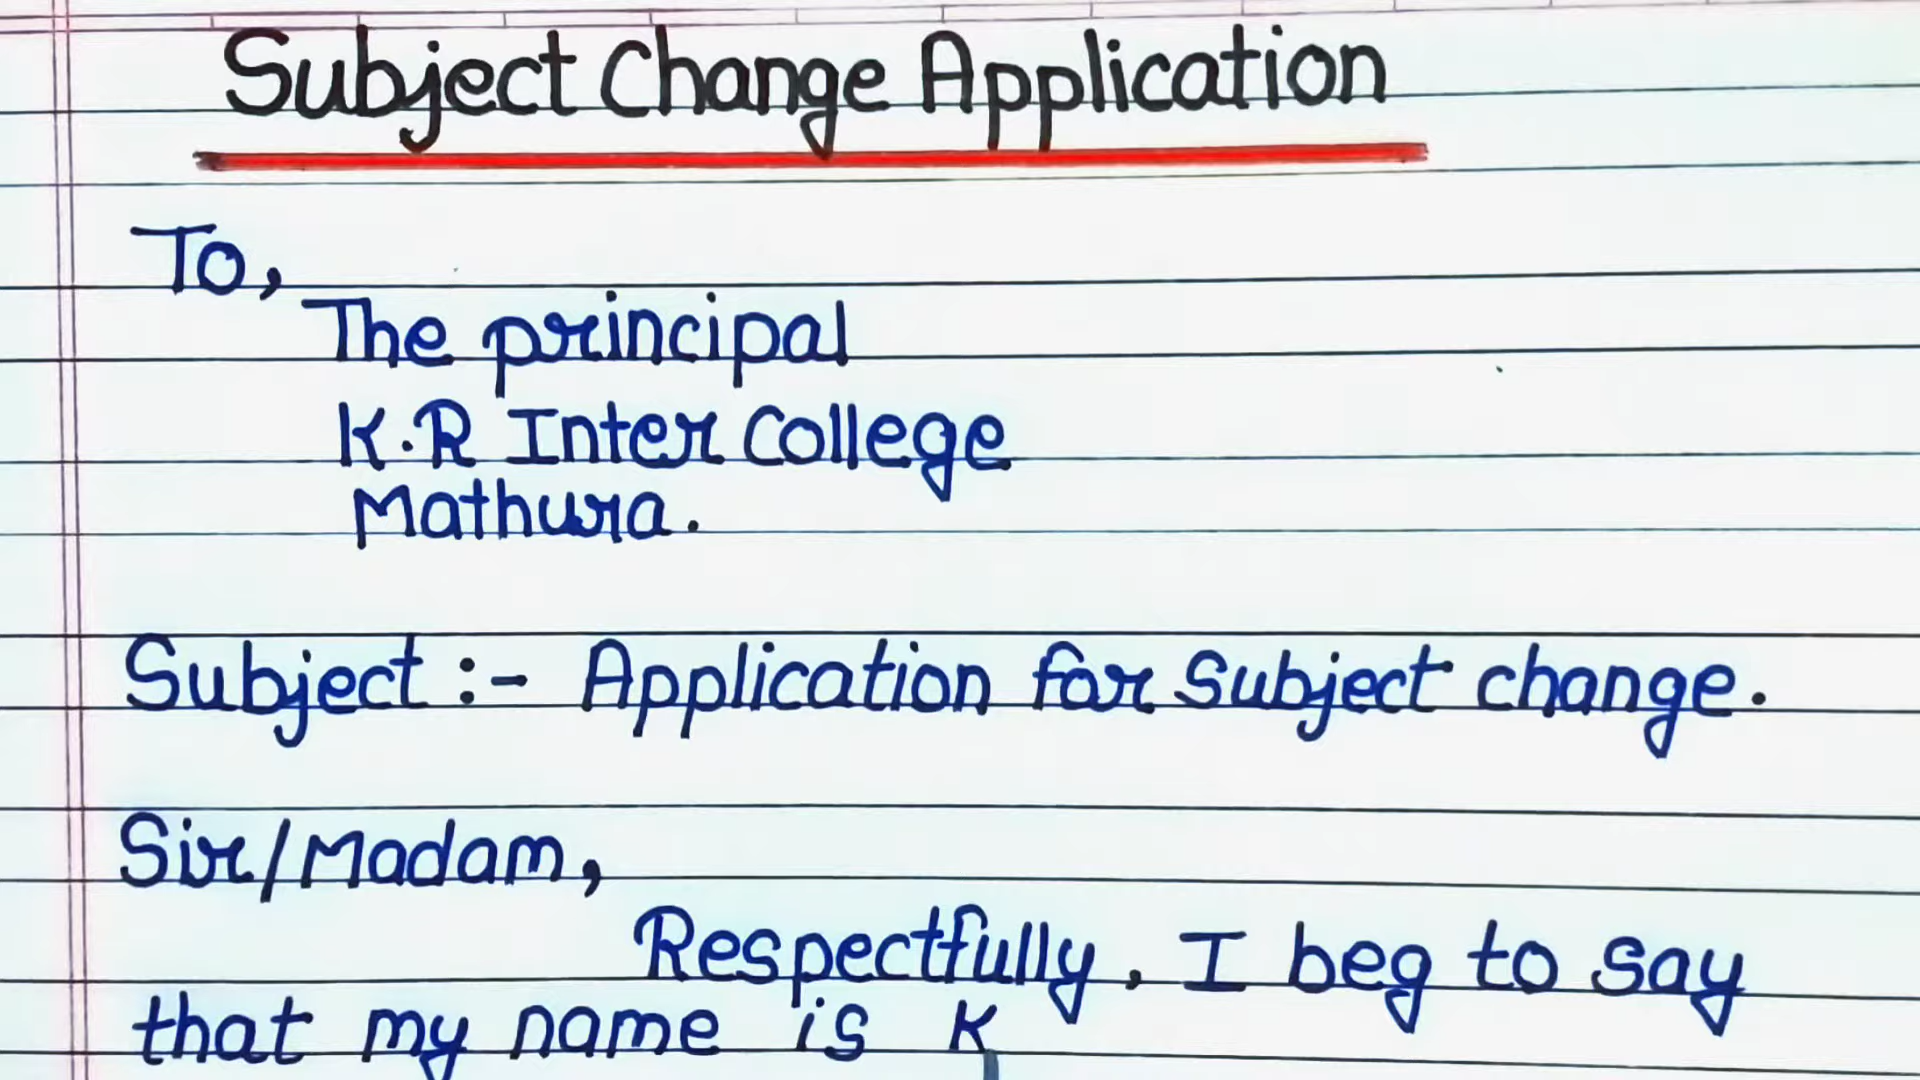 Subject Change Application
To,
The principal
K.R Inter College
Mathura.
Subject :- Application for Subject change.
Sir/Madam,
Respectfully, I beg to say
that my name is K